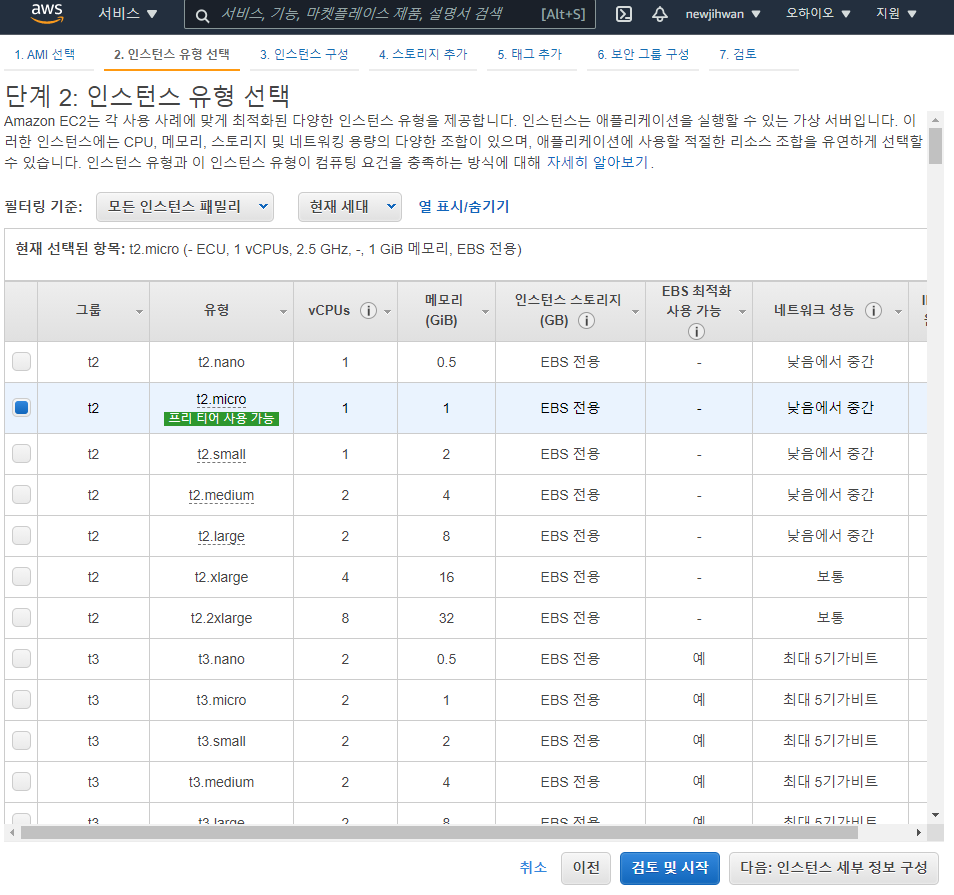 aws 서비스 ▼ 서비스, 기능, 마켓플레이스 제품, 설명서 검색 [Alt+S] newjihwan ▼ 오하이오 ▼ 지원 ▼
1. AMI 선택 2. 인스턴스 유형 선택 3. 인스턴스 구성 4. 스토리지 추가 5. 태그 추가 6. 보안 그룹 구성 7. 검토
단계 2: 인스턴스 유형 선택
Amazon EC2는 각 사용 사례에 맞게 최적화된 다양한 인스턴스 유형을 제공합니다. 인스턴스는 애플리케이션을 실행할 수 있는 가상 서버입니다. 이
러한 인스턴스에는 CPU, 메모리, 스토리지 및 네트워킹 용량의 다양한 조합이 있으며, 애플리케이션에 사용할 적절한 리소스 조합을 유연하게 선택할
수 있습니다. 인스턴스 유형과 이 인스턴스 유형이 컴퓨팅 요건을 충족하는 방식에 대해 자세히 알아보기.
필터링 기준: 모든 인스턴스 패밀리 현재 세대 열 표시/숨기기
현재 선택된 항목: t2.micro (- ECU, 1 vCPUs, 2.5 GHz, -, 1 GiB 메모리, EBS 전용)
그룹 유형 vCPUs 메모리 (GiB) 인스턴스 스토리지 (GB) EBS 최적화 사용 가능 네트워크 성능
t2 t2.nano 1 0.5 EBS 전용 - 낮음에서 중간
t2 t2.micro 1 1 EBS 전용 - 낮음에서 중간
프리 티어 사용 가능
t2 t2.small 1 2 EBS 전용 - 낮음에서 중간
t2 t2.medium 2 4 EBS 전용 - 낮음에서 중간
t2 t2.large 2 8 EBS 전용 - 낮음에서 중간
t2 t2.xlarge 4 16 EBS 전용 - 보통
t2 t2.2xlarge 8 32 EBS 전용 - 보통
t3 t3.nano 2 0.5 EBS 전용 예 최대 5기가비트
t3 t3.micro 2 1 EBS 전용 예 최대 5기가비트
t3 t3.small 2 2 EBS 전용 예 최대 5기가비트
t3 t3.medium 2 4 EBS 전용 예 최대 5기가비트
t3 t3.large 2 8 EBS 전용 예 최대 5기가비트
취소 이전 검토 및 시작 다음: 인스턴스 세부 정보 구성